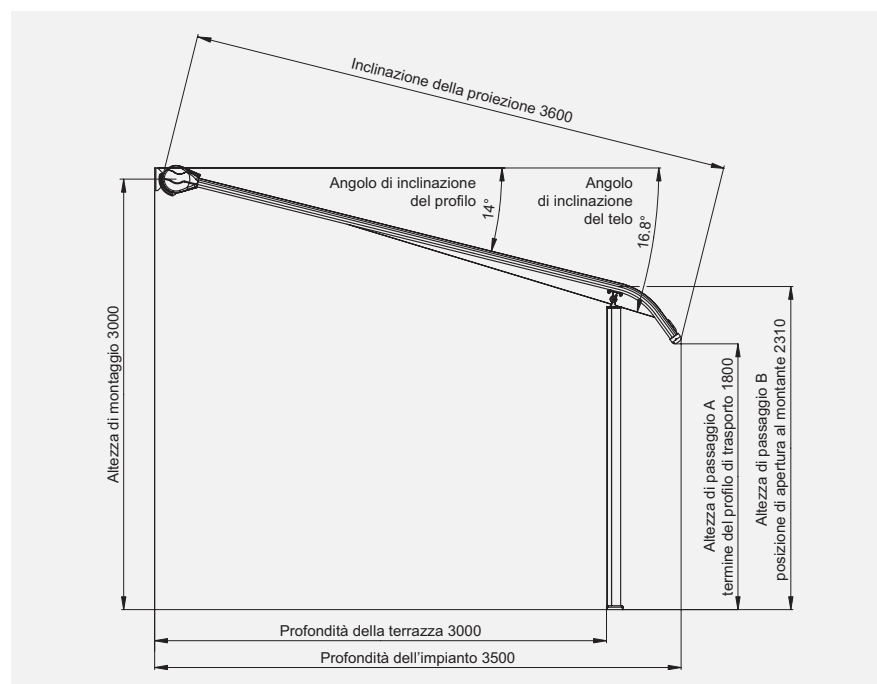 Inclinazione della proiezione 3600
Angolo di inclinazione
del profilo
14°
Angolo
di inclinazione
del telo
16.8°
Altezza di montaggio 3000
Altezza di passaggio A
termine del profilo di trasporto 1800
Altezza di passaggio B
posizione di apertura al montante 2310
Profondità della terrazza 3000
Profondità dell'impianto 3500